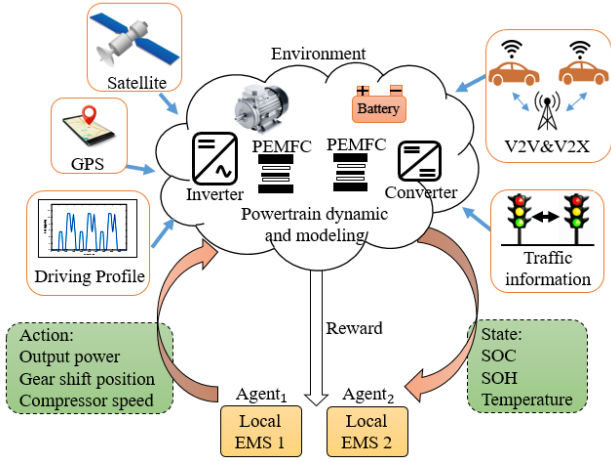 Environment
Satellite
Battery
GPS
V2V&V2X
PEMFC
PEMFC
Inverter
Converter
Powertrain dynamic
and modeling
Driving Profile
Traffic
information
Reward
Action:
Output power
Gear shift position
Compressor speed
State:
SOC
SOH
Temperature
Agent1
Agent2
Local
EMS 1
Local
EMS 2